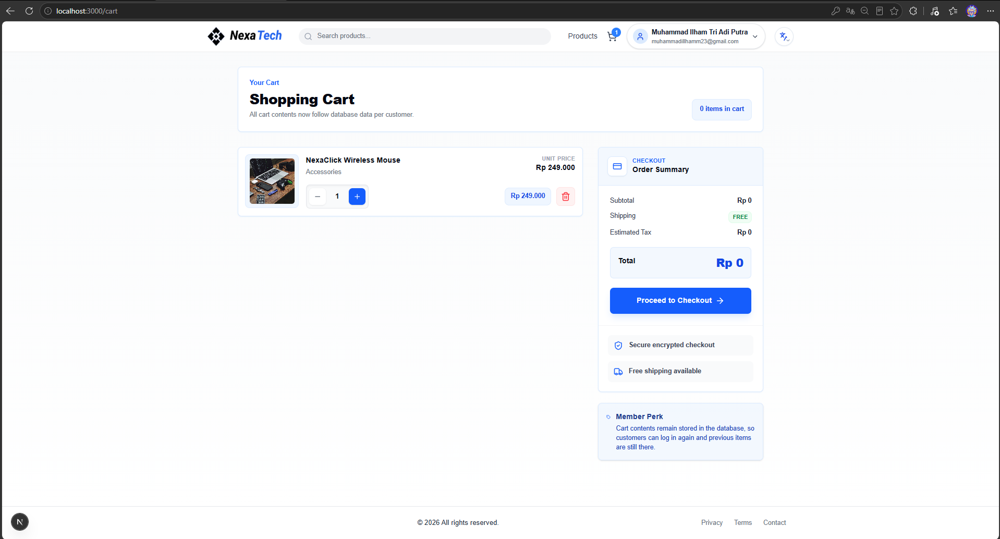 localhost:3000/cart
Nexa Tech
Search products...
Products
1
Muhammad Ilham Tri Adi Putra
muhammadillhamm23@gmail.com
Your Cart
Shopping Cart
All cart contents now follow database data per customer.
0 items in cart
NexaClick Wireless Mouse
Accessories
UNIT PRICE
Rp 249.000
1
Rp 249.000
CHECKOUT
Order Summary
Subtotal Rp 0
Shipping FREE
Estimated Tax Rp 0
Total Rp 0
Proceed to Checkout
Secure encrypted checkout
Free shipping available
Member Perk
Cart contents remain stored in the database, so
customers can log in again and previous items
are still there.
N
© 2026 All rights reserved.
Privacy Terms Contact